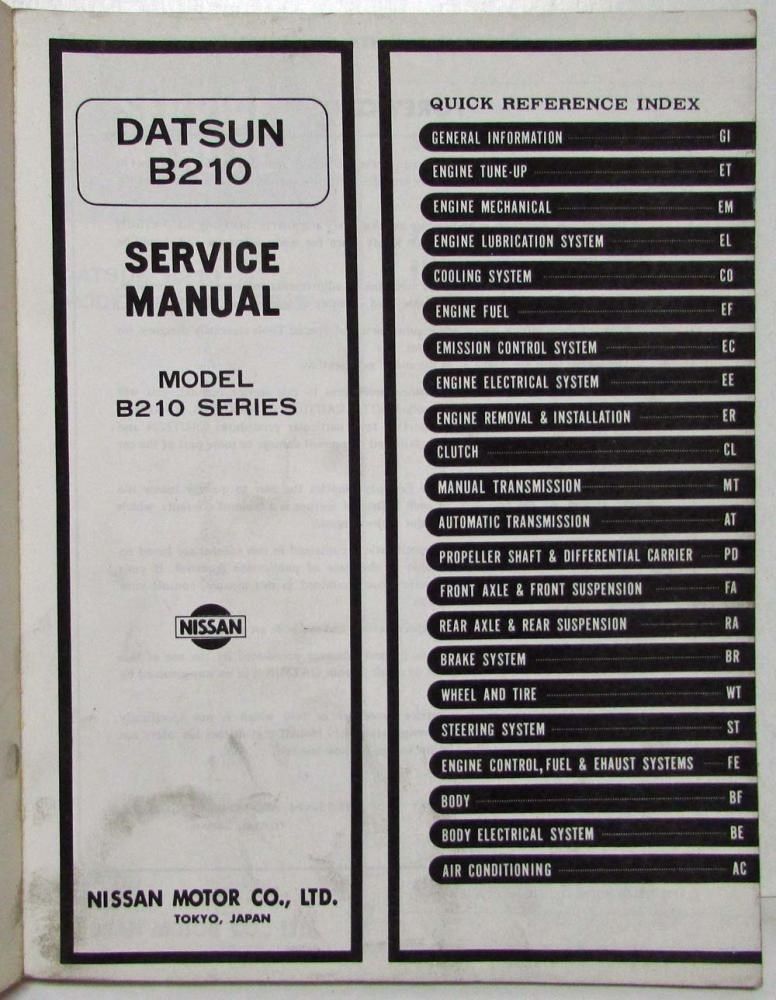 DATSUN
B210
SERVICE
MANUAL
MODEL
B210 SERIES
NISSAN
NISSAN MOTOR CO., LTD.
TOKYO, JAPAN
QUICK REFERENCE INDEX
GENERAL INFORMATION GI
ENGINE TUNE-UP ET
ENGINE MECHANICAL EM
ENGINE LUBRICATION SYSTEM EL
COOLING SYSTEM CO
ENGINE FUEL EF
EMISSION CONTROL SYSTEM EC
ENGINE ELECTRICAL SYSTEM EE
ENGINE REMOVAL & INSTALLATION ER
CLUTCH CL
MANUAL TRANSMISSION MT
AUTOMATIC TRANSMISSION AT
PROPELLER SHAFT & DIFFERENTIAL CARRIER PD
FRONT AXLE & FRONT SUSPENSION FA
REAR AXLE & REAR SUSPENSION RA
BRAKE SYSTEM BR
WHEEL AND TIRE WT
STEERING SYSTEM ST
ENGINE CONTROL, FUEL & EHAUST SYSTEMS FE
BODY BF
BODY ELECTRICAL SYSTEM BE
AIR CONDITIONING AC